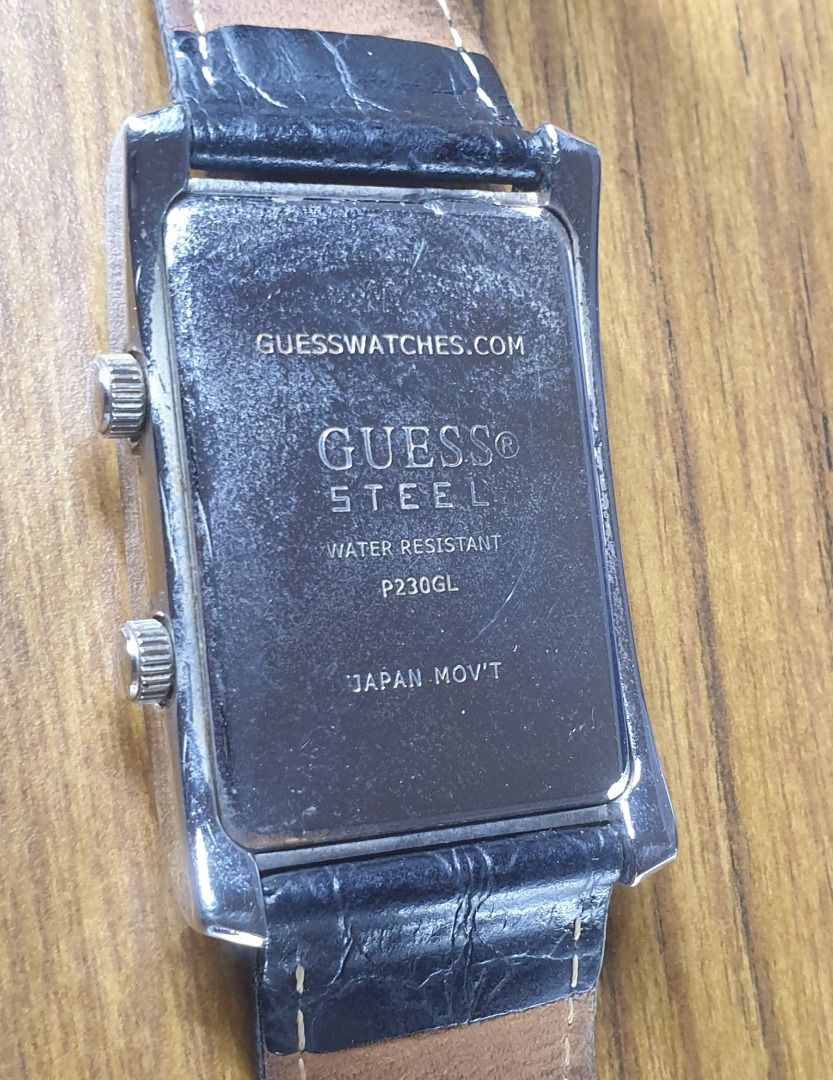 GUESSWATCHES.COM
GUESS®
STEEL
WATER RESISTANT
P230GL
JAPAN MOV'T